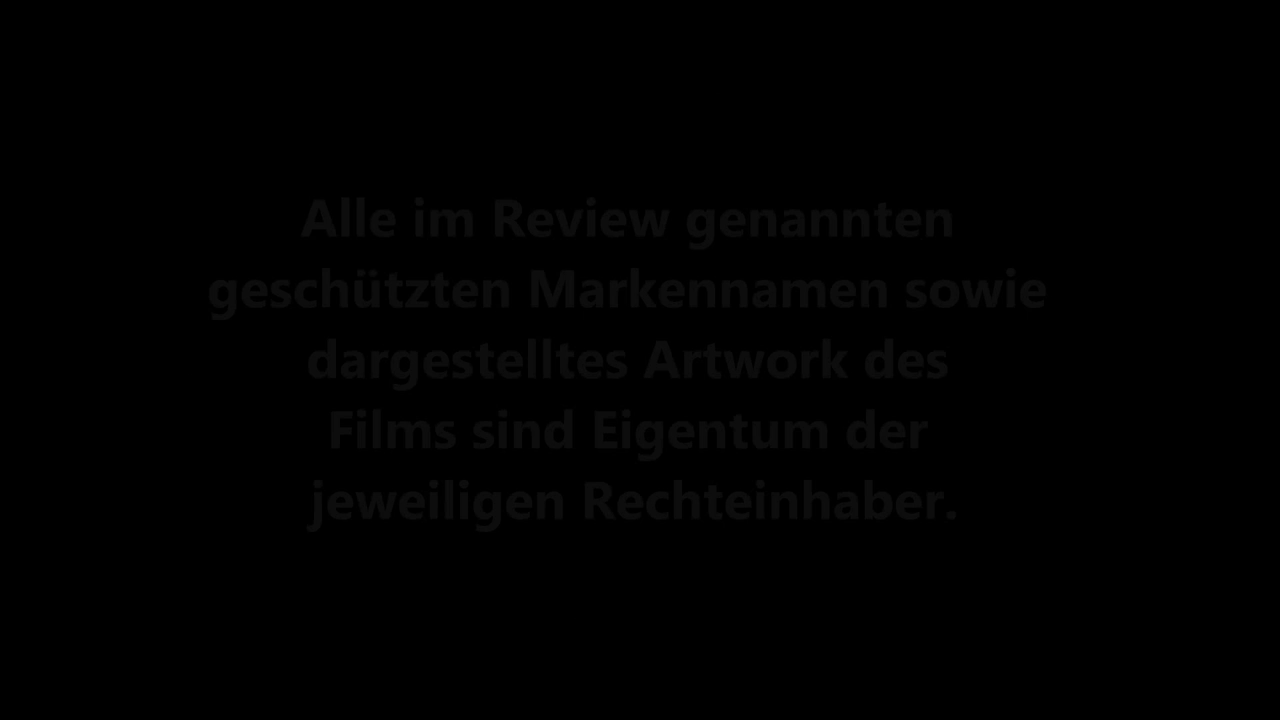 Alle im Review genannten
geschützten Markennamen sowie
dargestelltes Artwork des
Films sind Eigentum der
jeweiligen Rechteinhaber.